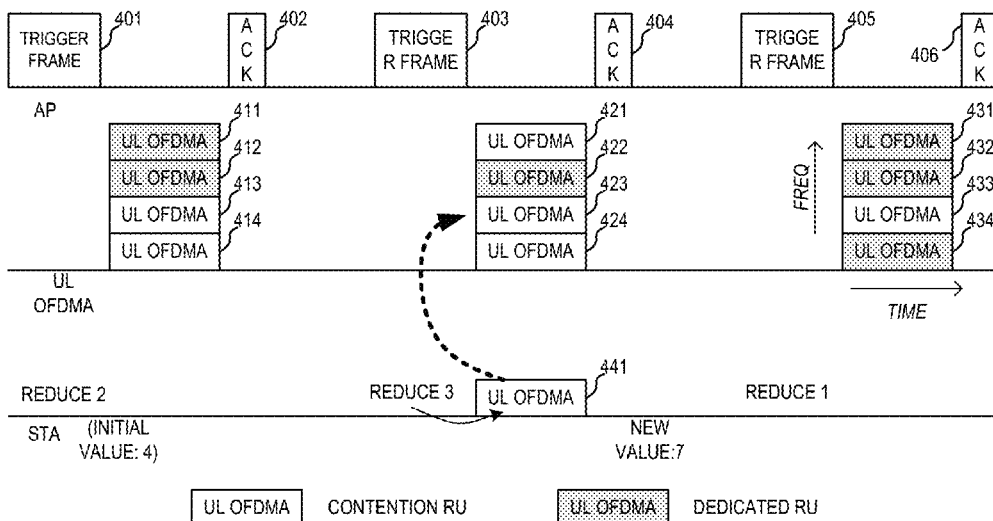 401
402
403
404
405
406
TRIGGER
FRAME
A
C
K
TRIGGE
R FRAME
A
C
K
TRIGGE
R FRAME
A
C
K
AP
411
UL OFDMA
412
UL OFDMA
413
UL OFDMA
414
UL OFDMA
421
UL OFDMA
422
UL OFDMA
423
UL OFDMA
424
UL OFDMA
FREQ
431
UL OFDMA
432
UL OFDMA
433
UL OFDMA
434
UL OFDMA
UL
OFDMA
TIME
REDUCE 2
REDUCE 3
UL OFDMA
441
REDUCE 1
STA
(INITIAL
VALUE: 4)
NEW
VALUE:7
UL OFDMA
CONTENTION RU
UL OFDMA
DEDICATED RU